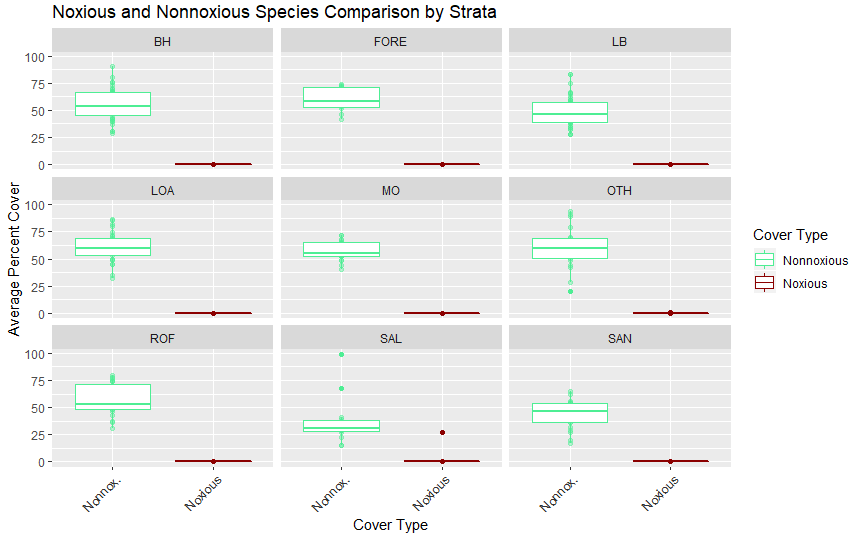 Noxious and Nonnoxious Species Comparison by Strata
BH FORE LB
100
75
50
25
0
LOA MO OTH
100
75
50
25
0
ROF SAL SAN
100
75
50
25
0
Average Percent Cover
Nonnox. Noxious Nonnox. Noxious Nonnox. Noxious
Cover Type
Cover Type
Nonnoxious
Noxious